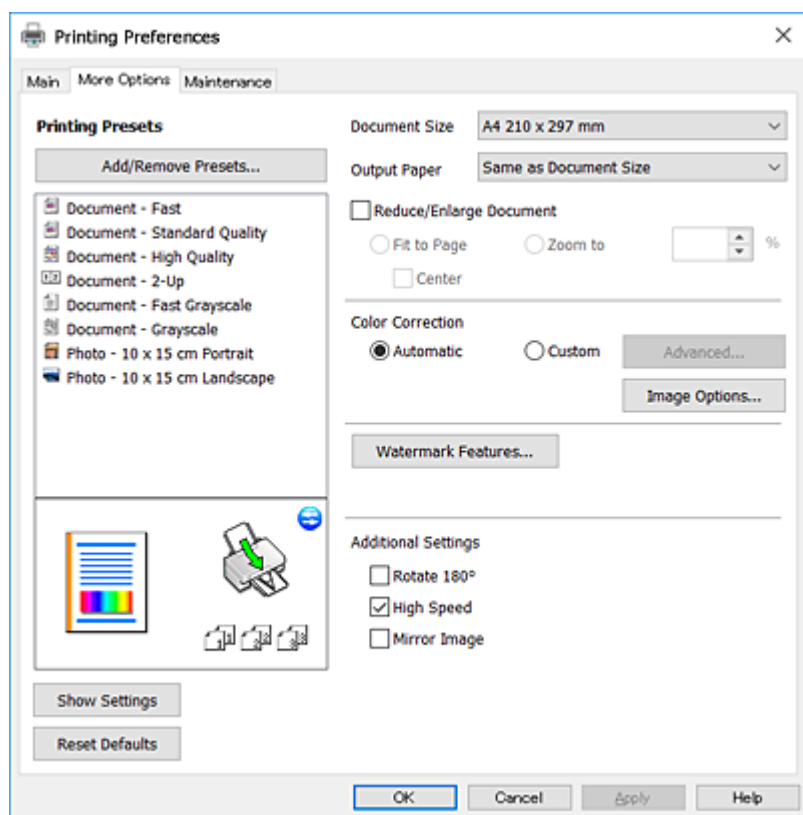 Printing Preferences
Main More Options Maintenance
Printing Presets
Add/Remove Presets...
Document - Fast
Document - Standard Quality
Document - High Quality
Document - 2-Up
Document - Fast Grayscale
Document - Grayscale
Photo - 10 x 15 cm Portrait
Photo - 10 x 15 cm Landscape
Show Settings
Reset Defaults
Document Size A4 210 x 297 mm
Output Paper Same as Document Size
Reduce/Enlarge Document
Fit to Page Zoom to %
Center
Color Correction
Automatic Custom Advanced...
Image Options...
Watermark Features...
Additional Settings
Rotate 180°
High Speed
Mirror Image
OK Cancel Apply Help